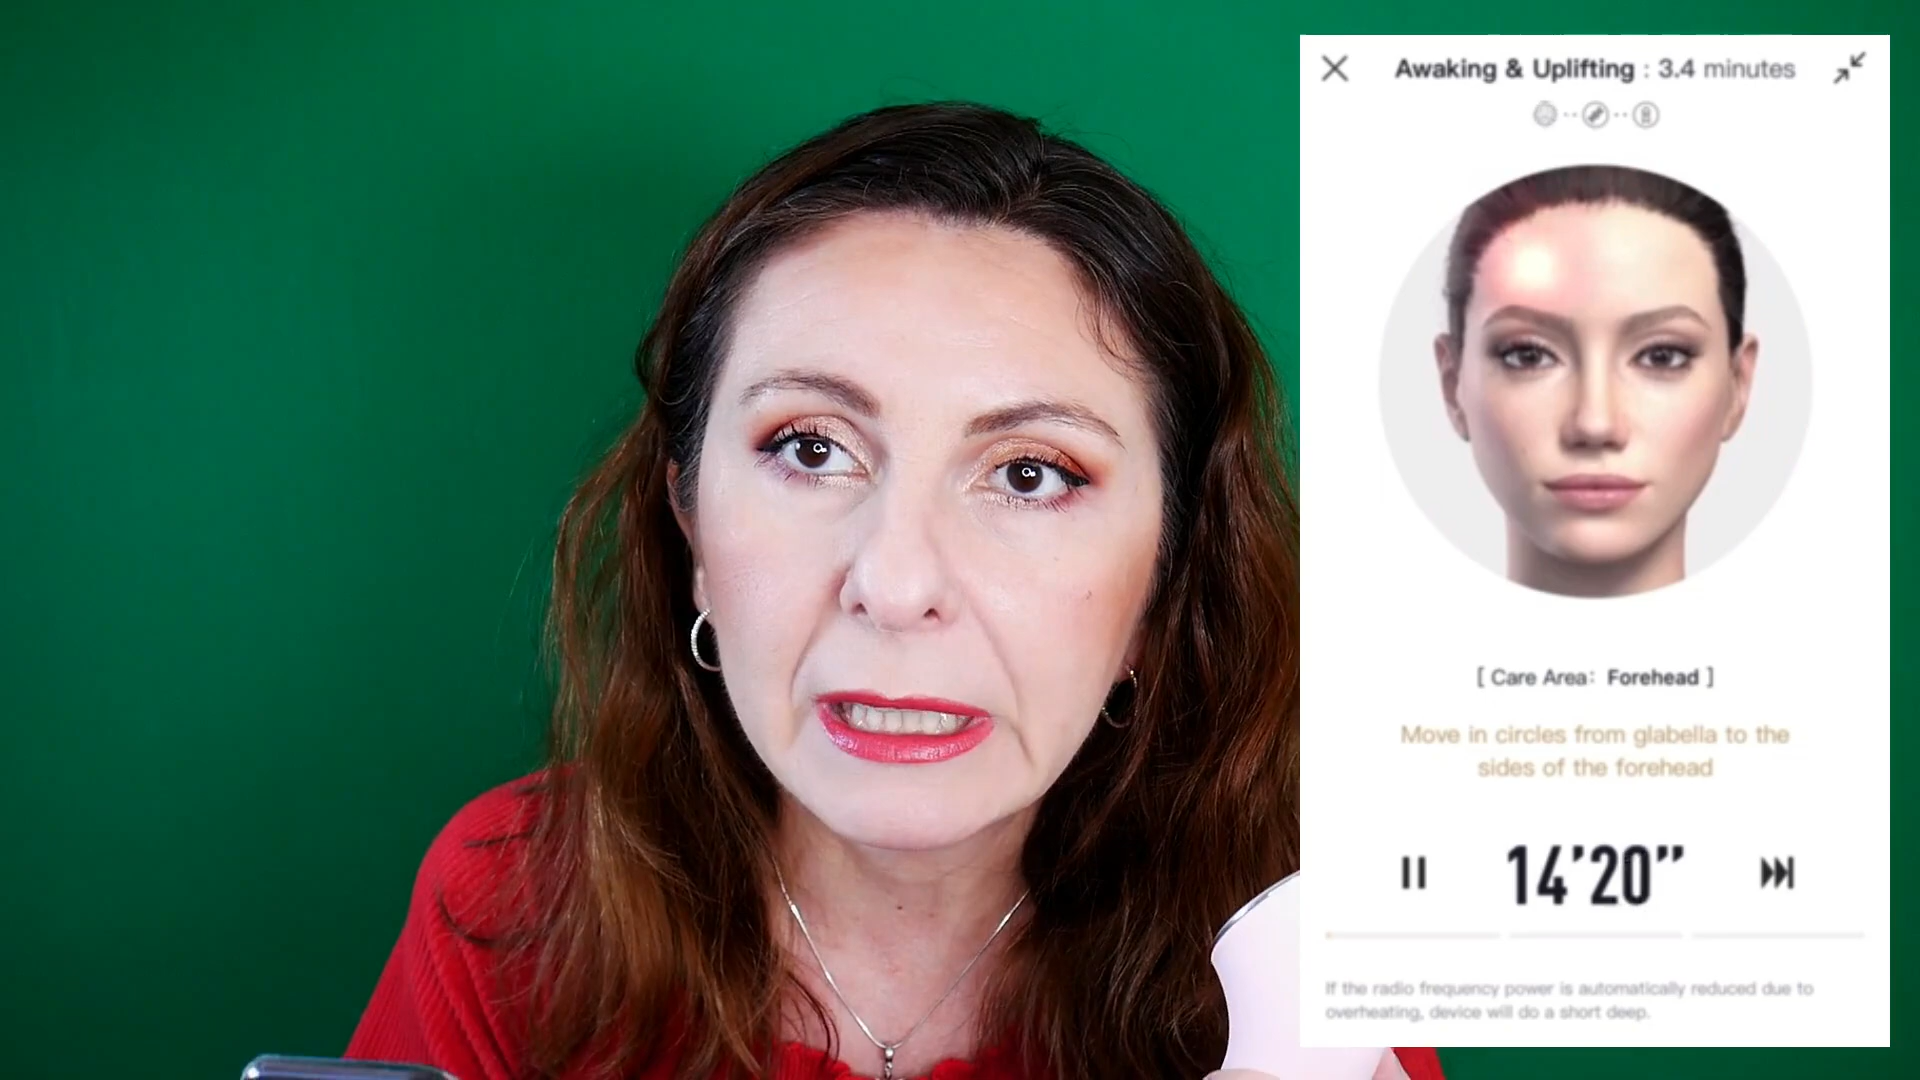 Awaking & Uplifting : 3.4 minutes
[ Care Area: Forehead ]
Move in circles from glabella to the
sides of the forehead
14’20”
If the radio frequency power is automatically reduced due to
overheating, device will do a short deep.